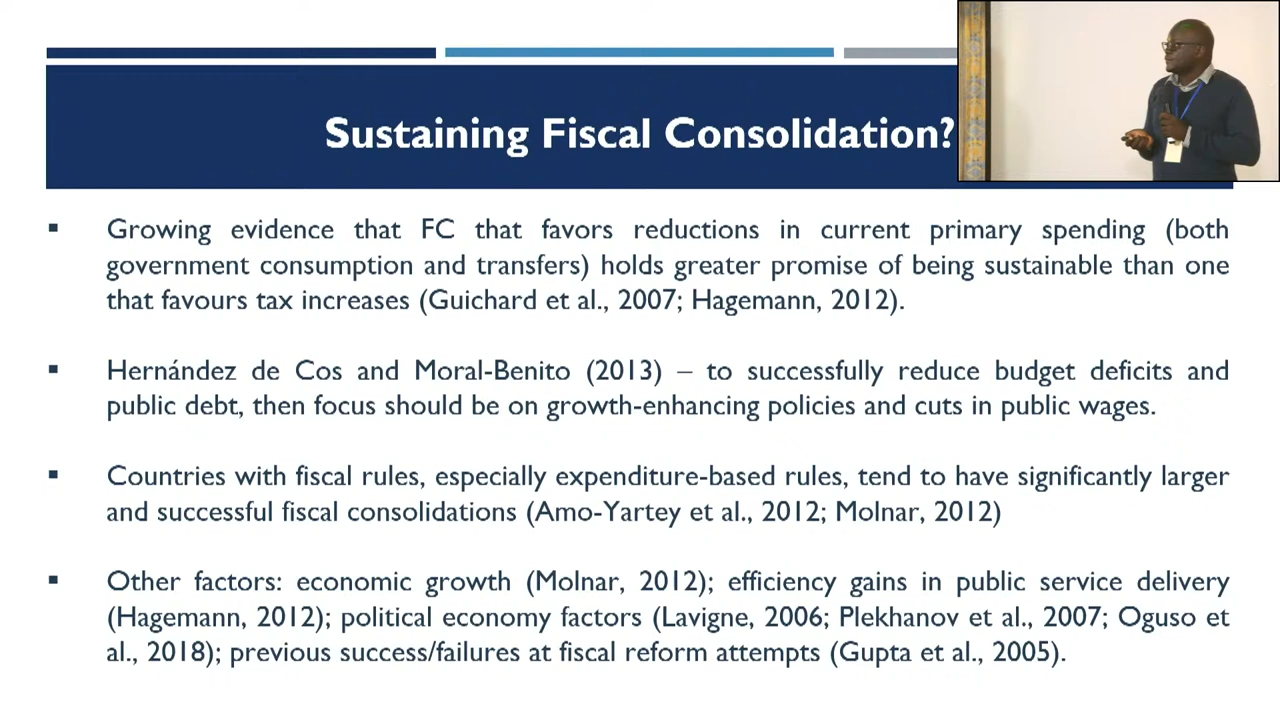 Sustaining Fiscal Consolidation?
▪ Growing evidence that FC that favors reductions in current primary spending (both
government consumption and transfers) holds greater promise of being sustainable than one
that favours tax increases (Guichard et al., 2007; Hagemann, 2012).
▪ Hernández de Cos and Moral-Benito (2013) – to successfully reduce budget deficits and
public debt, then focus should be on growth-enhancing policies and cuts in public wages.
▪ Countries with fiscal rules, especially expenditure-based rules, tend to have significantly larger
and successful fiscal consolidations (Amo-Yartey et al., 2012; Molnar, 2012)
▪ Other factors: economic growth (Molnar, 2012); efficiency gains in public service delivery
(Hagemann, 2012); political economy factors (Lavigne, 2006; Plekhanov et al., 2007; Oguso et
al., 2018); previous success/failures at fiscal reform attempts (Gupta et al., 2005).